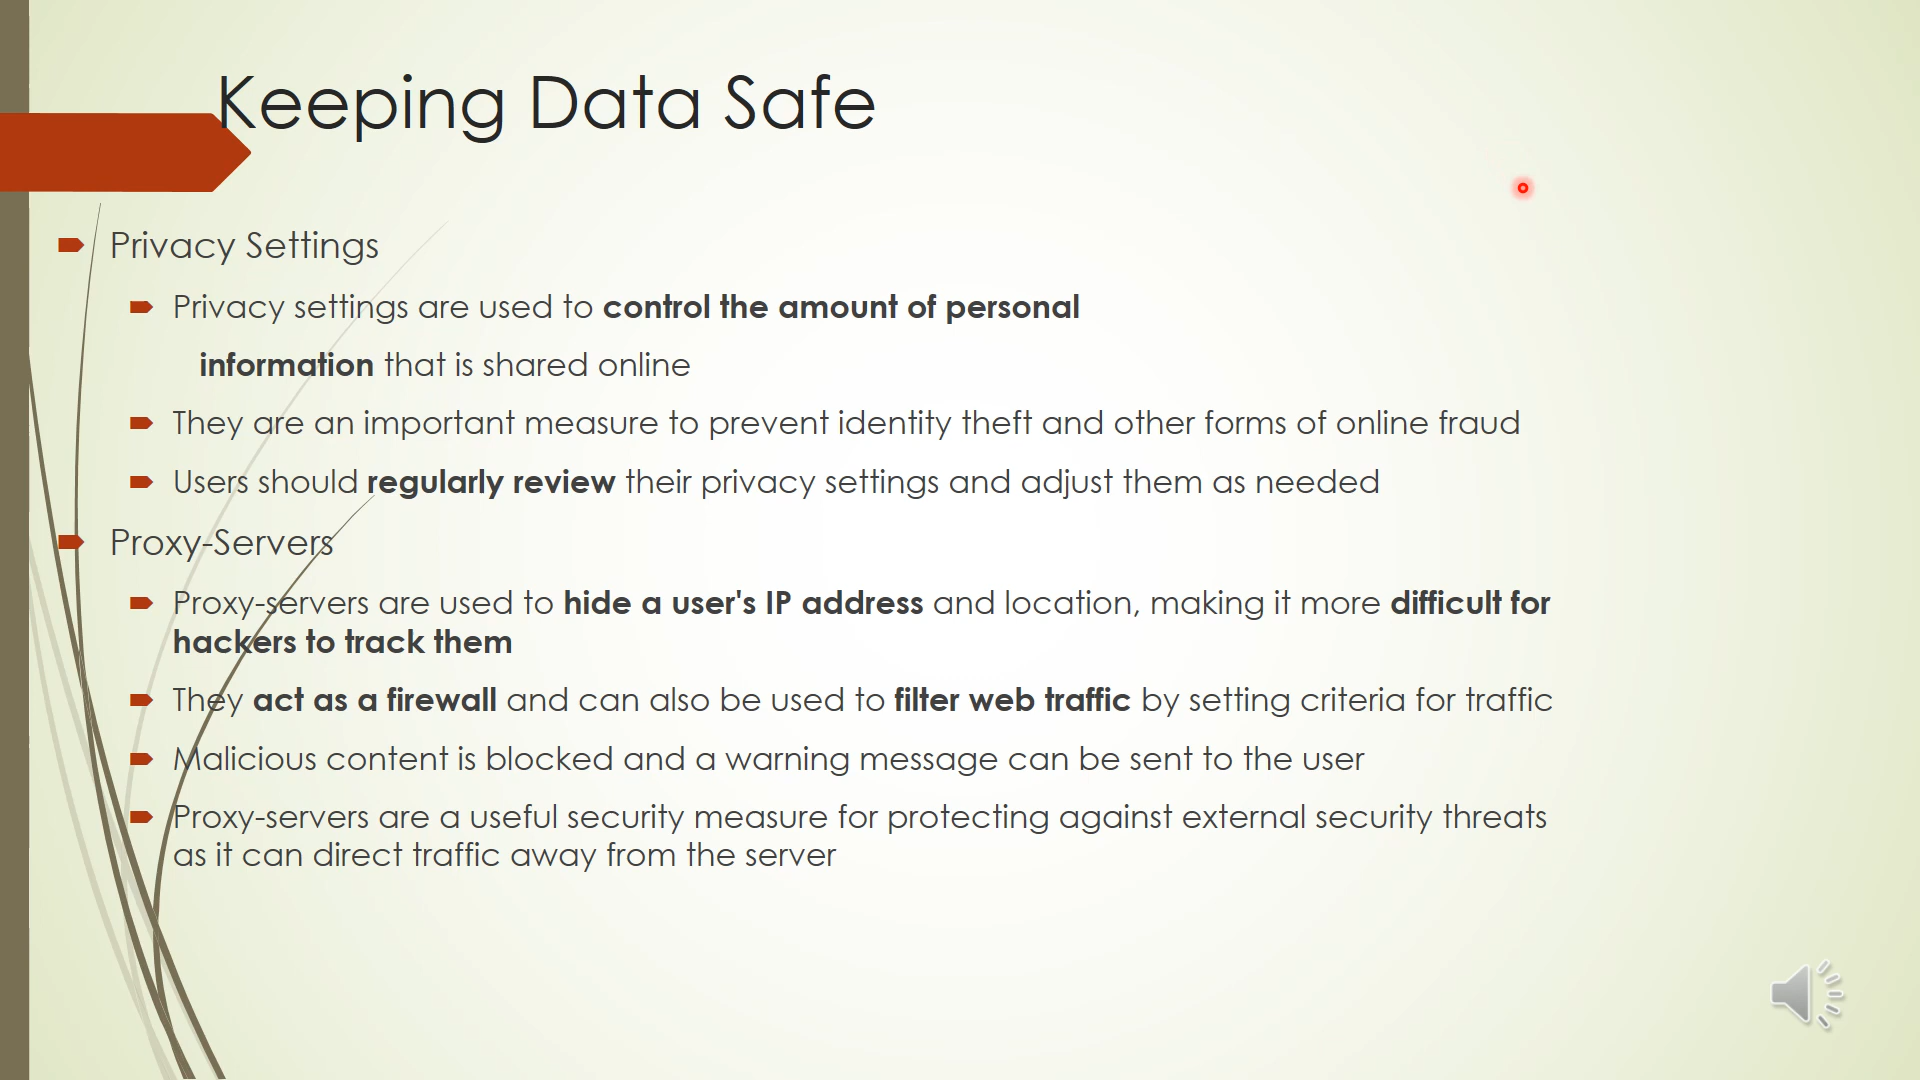 Keeping Data Safe
Privacy Settings
Privacy settings are used to control the amount of personal
information that is shared online
They are an important measure to prevent identity theft and other forms of online fraud
Users should regularly review their privacy settings and adjust them as needed
Proxy-Servers
Proxy-servers are used to hide a user's IP address and location, making it more difficult for
hackers to track them
They act as a firewall and can also be used to filter web traffic by setting criteria for traffic
Malicious content is blocked and a warning message can be sent to the user
Proxy-servers are a useful security measure for protecting against external security threats
as it can direct traffic away from the server